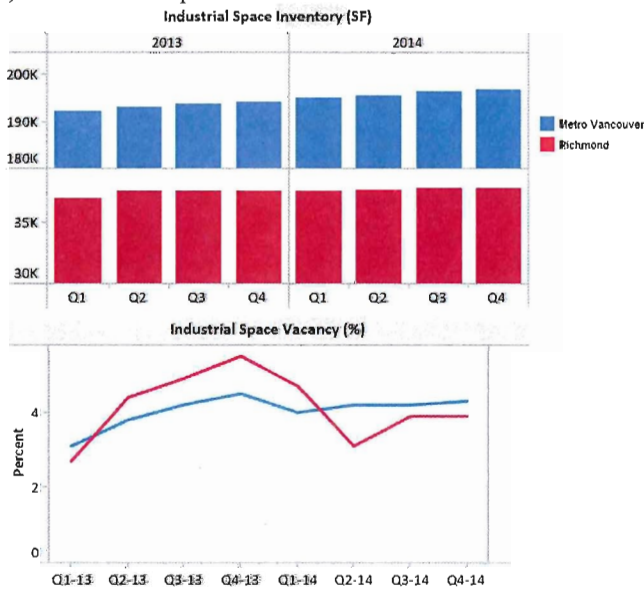 Industrial Space Inventory (SF)
2013 2014
200K
190K
180K
Metro Vancouver
Richmond
35K
30K
Q1 Q2 Q3 Q4 Q1 Q2 Q3 Q4
Industrial Space Vacancy (%)
Percent
4
2
0
Q1-13 Q2-13 Q3-13 Q4-13 Q1-14 Q2-14 Q3-14 Q4-14